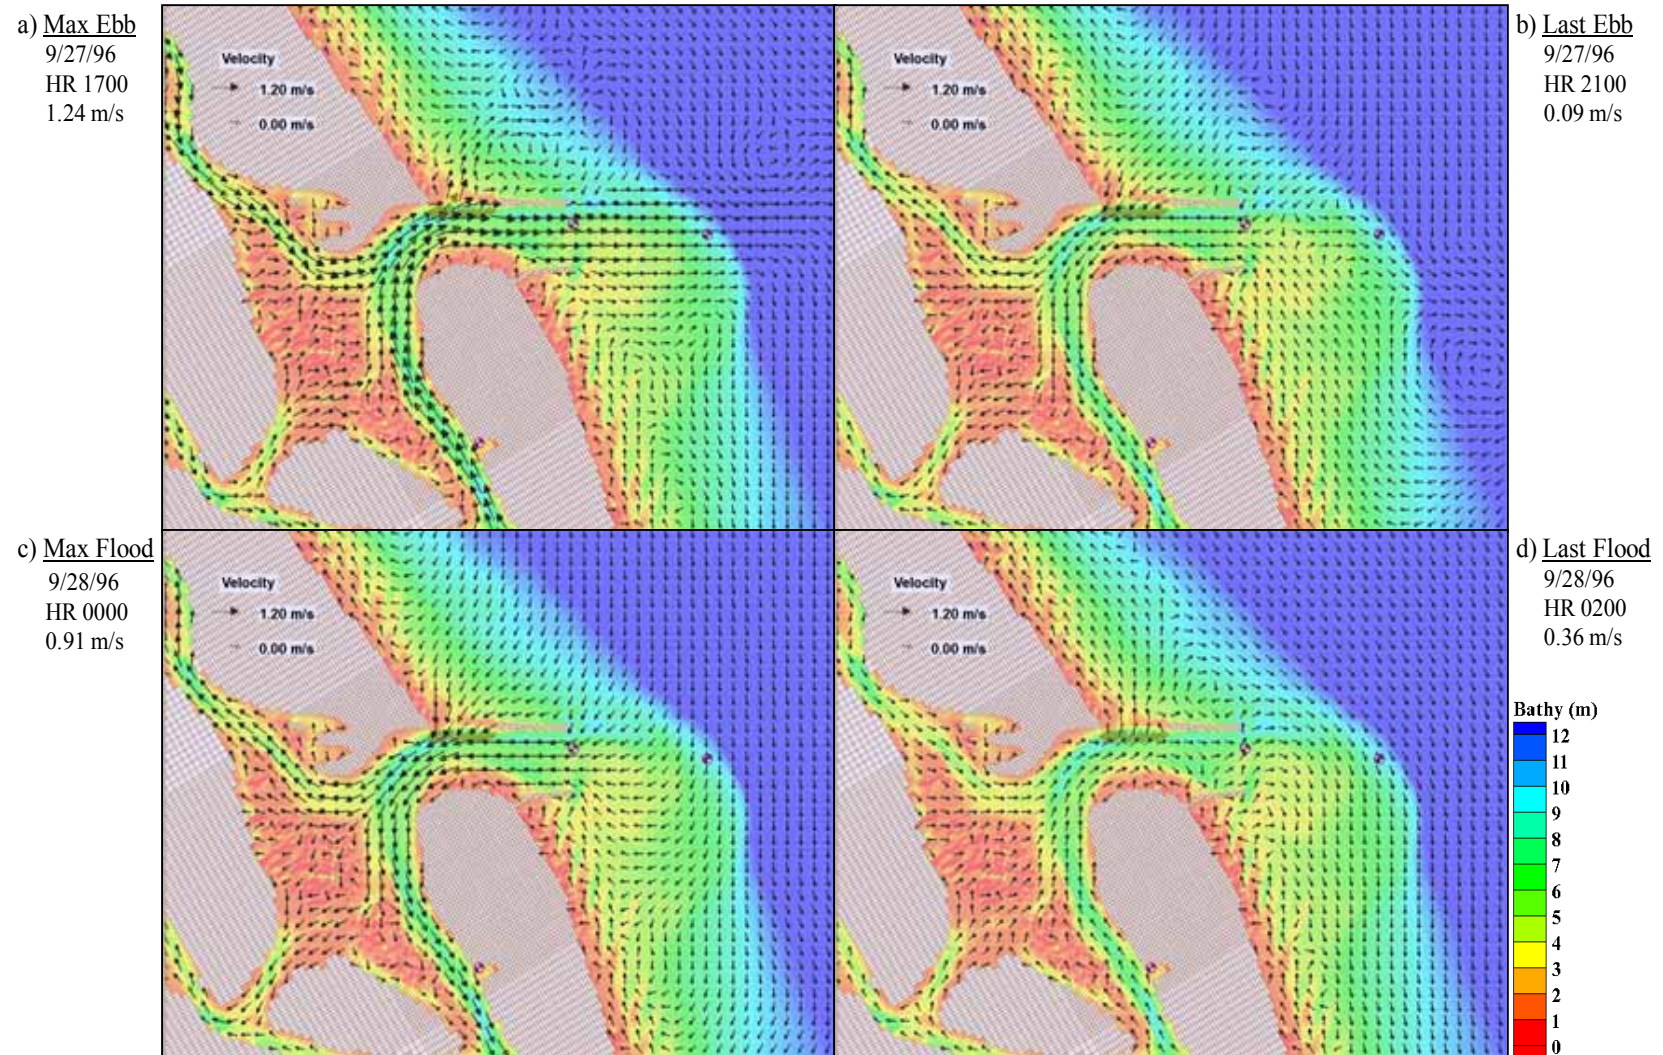 a) Max Ebb
9/27/96
HR 1700
1.24 m/s
Velocity
1.20 m/s
0.00 m/s
Velocity
1.20 m/s
0.00 m/s
b) Last Ebb
9/27/96
HR 2100
0.09 m/s
c) Max Flood
9/28/96
HR 0000
0.91 m/s
Velocity
1.20 m/s
0.00 m/s
Velocity
1.20 m/s
0.00 m/s
d) Last Flood
9/28/96
HR 0200
0.36 m/s
Bathy (m)
12
11
10
9
8
7
6
5
4
3
2
1
0